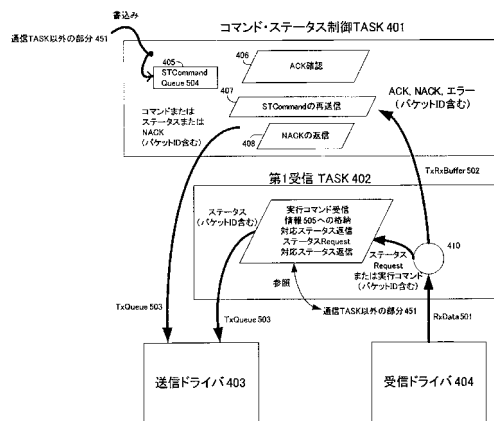 書込み
コマンド・ステータス制御TASK 401
通信TASK以外の部分451
405
STCommand
Queue 504
406
ACK確認
407
STCommandの再送信
コマンドまたは
ステータスまたは
NACK
(パケットID含む)
NACKの返信
408
ACK, NACK, エラー
(パケットID含む)
TxRxBuffer 502
第1受信 TASK 402
ステータス
(パケットID含む)
実行コマンド受信
情報505への格納
対応ステータス返信
ステータスRequest
対応ステータス返信
410
ステータス
Request
または実行コマンド
(パケットID含む)
参照
通信TASK以外の部分451
TxQueue 503
TxQueue 503
RxData 501
送信ドライバ 403
受信ドライバ 404